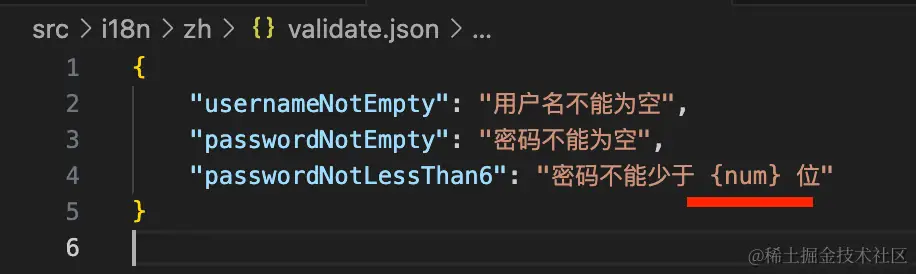 src > i18n > zh > {} validate.json > ...
1 {
2 "usernameNotEmpty": "用户名不能为空",
3 "passwordNotEmpty": "密码不能为空",
4 "passwordNotLessThan6": "密码不能少于 {num} 位"
5 }
6
@稀土掘金技术社区